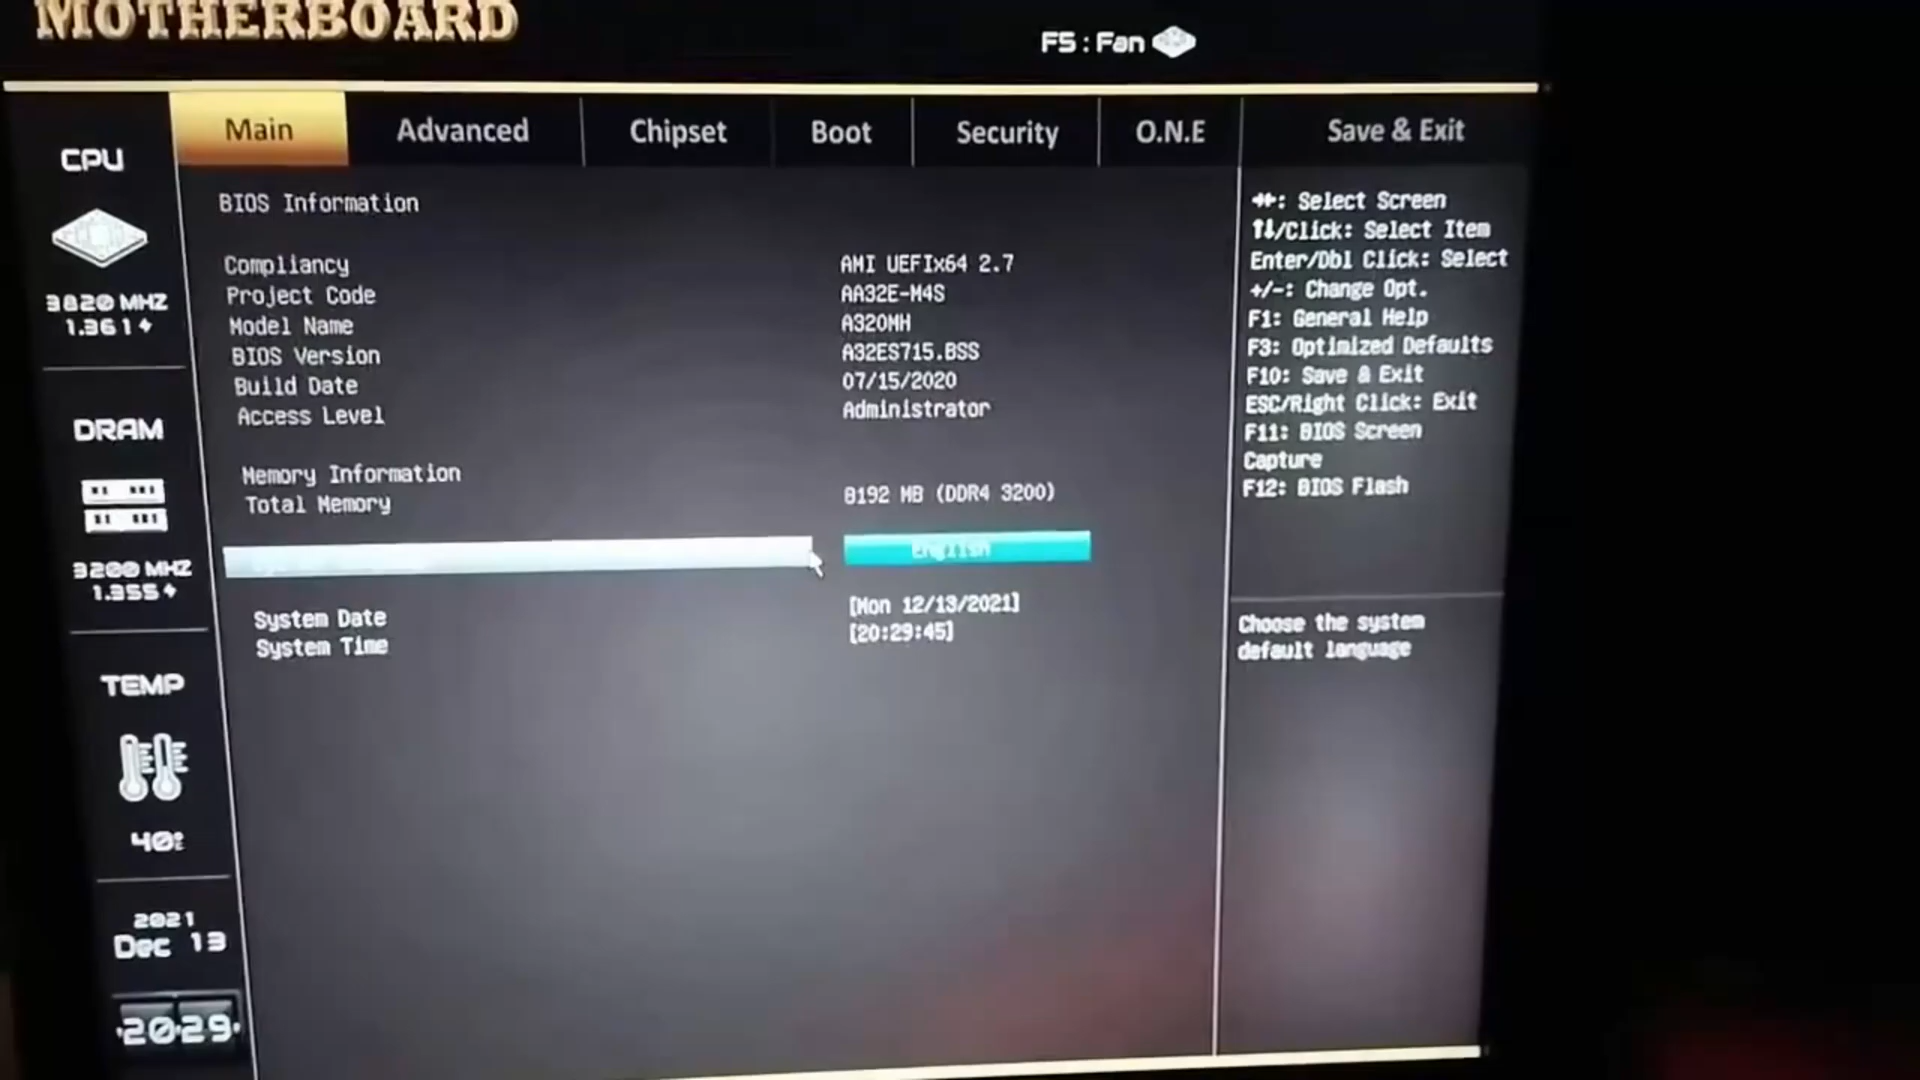 MOTHERBOARD
F5 : Fan
Main Advanced Chipset Boot Security O.N.E Save & Exit
CPU
3820 MHZ
1.361
DRAM
3200 MHZ
1.355
TEMP
40°C
2021
Dec 13
20:29
BIOS Information
Compliancy AMI UEFIx64 2.7
Project Code AA32E-M4S
Model Name A320MH
BIOS Version A32ES715.BSS
Build Date 07/15/2020
Access Level Administrator
Memory Information
Total Memory 8192 MB (DDR4 3200)
English
System Date [Mon 12/13/2021]
System Time [20:29:45]
→←: Select Screen
↑↓/Click: Select Item
Enter/Dbl Click: Select
+/-: Change Opt.
F1: General Help
F3: Optimized Defaults
F10: Save & Exit
ESC/Right Click: Exit
F11: BIOS Screen
Capture
F12: BIOS Flash
Choose the system
default language